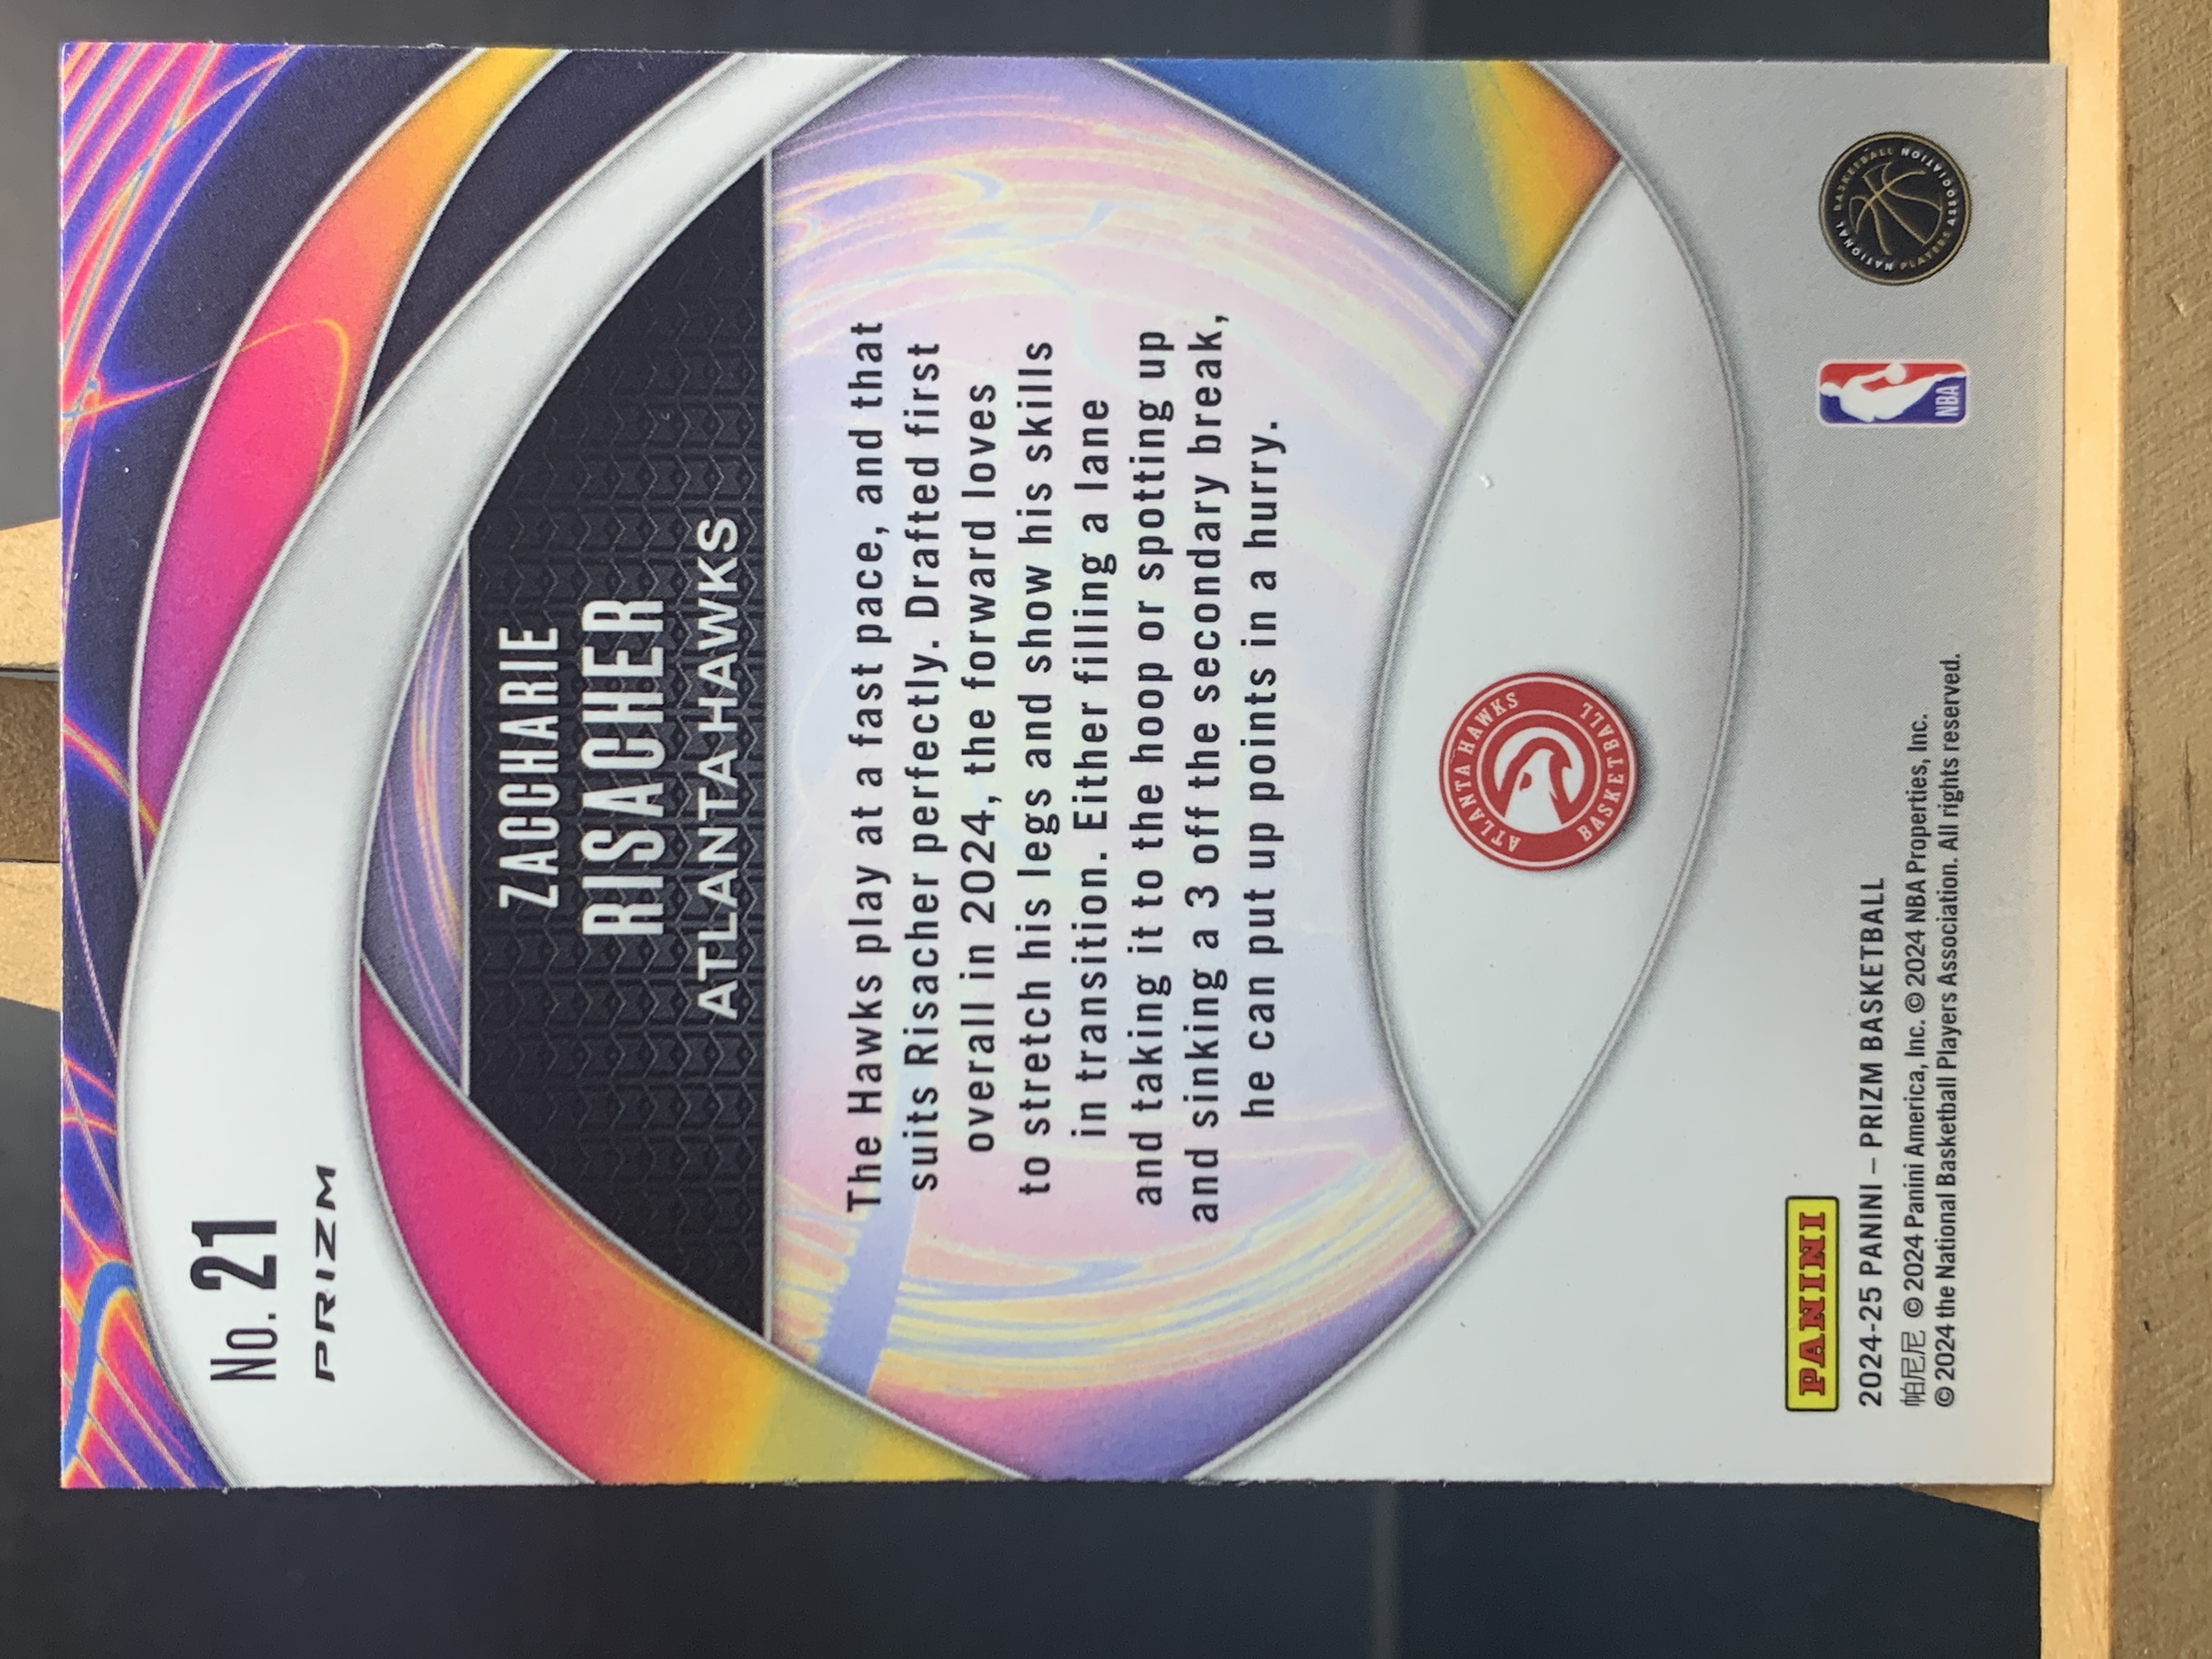 No. 21
PRIZM
ZACCHARIE
RISACHER
ATLANTA HAWKS
The Hawks play at a fast pace, and that
suits Risacher perfectly. Drafted first
overall in 2024, the forward loves
to stretch his legs and show his skills
in transition. Either filling a lane
and taking it to the hoop or spotting up
and sinking a 3 off the secondary break,
he can put up points in a hurry.
ATLANTA HAWKS
BASKETBALL
PANINI
2024-25 PANINI – PRIZM BASKETBALL
帕尼尼 © 2024 Panini America, Inc. © 2024 NBA Properties, Inc.
© 2024 the National Basketball Players Association. All rights reserved.
NBA
NATIONAL BASKETBALL
PLAYERS ASSOCIATION